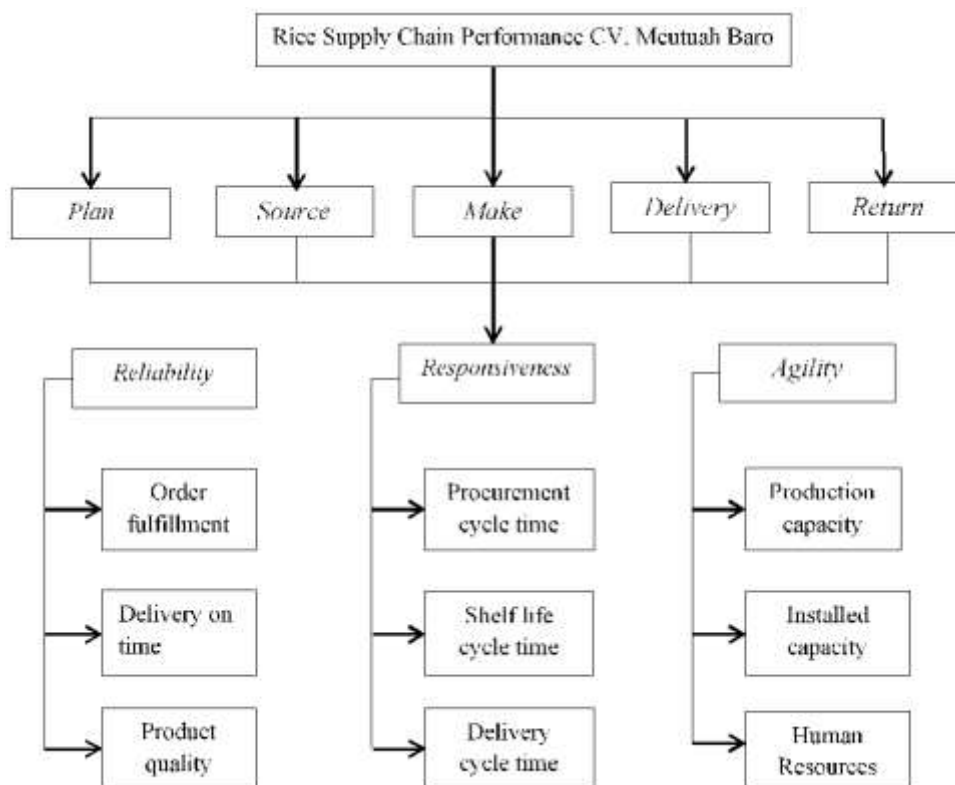 Rice Supply Chain Performance CV. Meutuah Baro
Plan
Source
Make
Delivery
Return
Reliability
Responsiveness
Agility
Order
fulfillment
Procurement
cycle time
Production
capacity
Delivery on
time
Shelf life
cycle time
Installed
capacity
Product
quality
Delivery
cycle time
Human
Resources